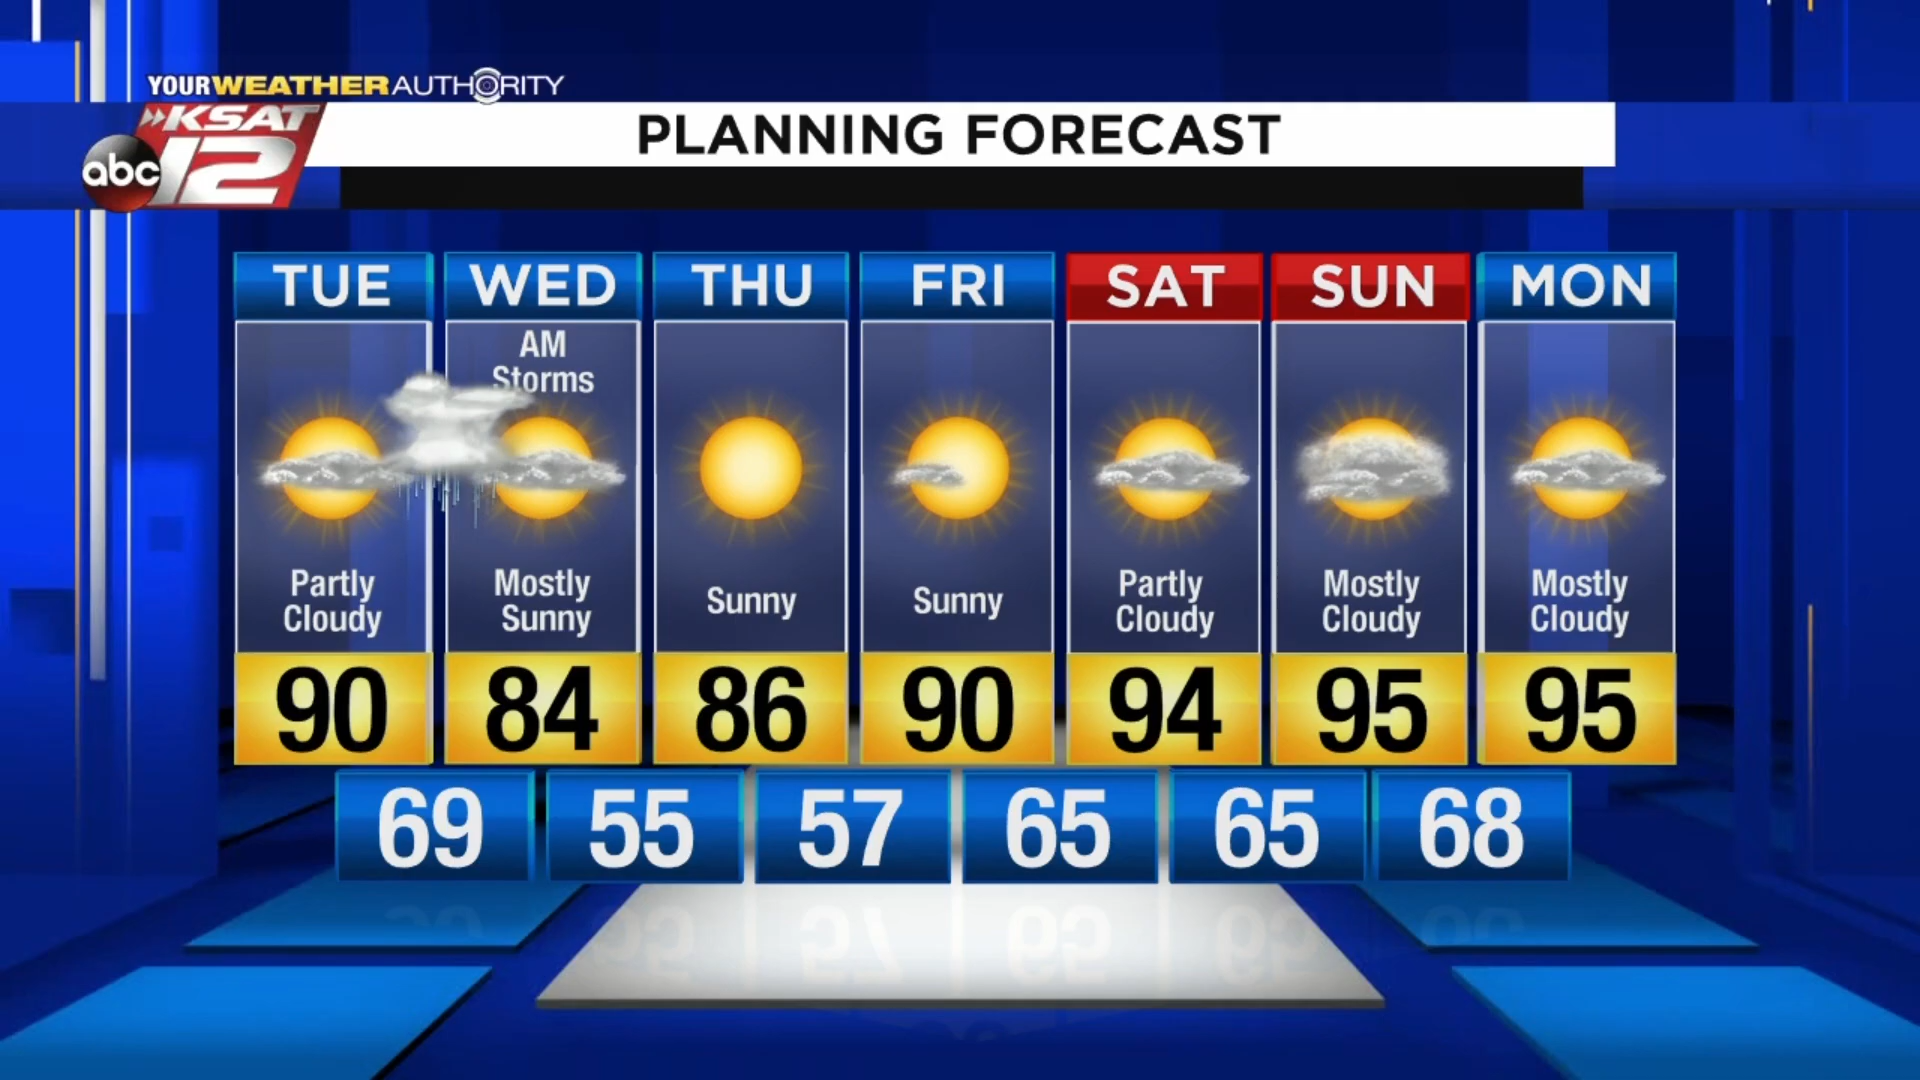 YOURWEATHERAUTHORITY
KSAT
abc
12
PLANNING FORECAST
TUE WED THU FRI SAT SUN MON
AM
Storms
Partly Mostly Sunny Sunny Partly Mostly Mostly
Cloudy Sunny Cloudy Cloudy Cloudy
90 84 86 90 94 95 95
69 55 57 65 65 68